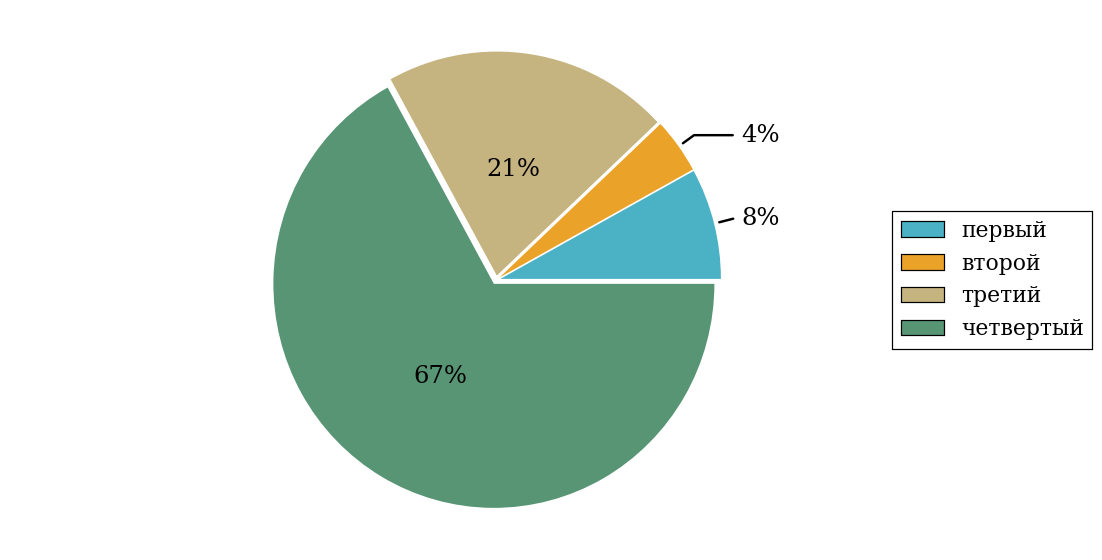 4%
21%
8%
67%
первый
второй
третий
четвертый